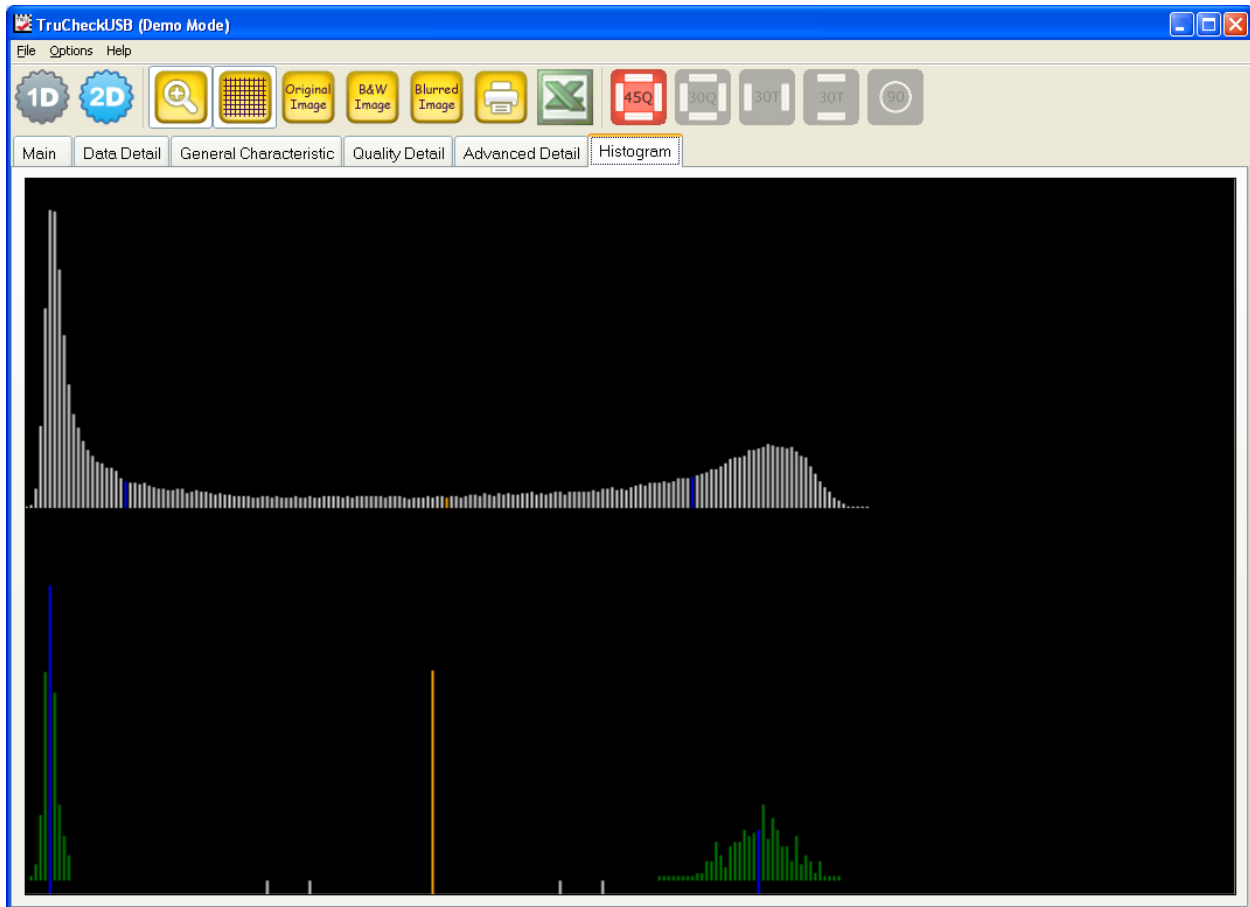 TruCheckUSB (Demo Mode)
File Options Help
1D 2D Original Image B&W Image Blurred Image 45Q 30Q 30T 30T 90
Main Data Detail General Characteristic Quality Detail Advanced Detail Histogram